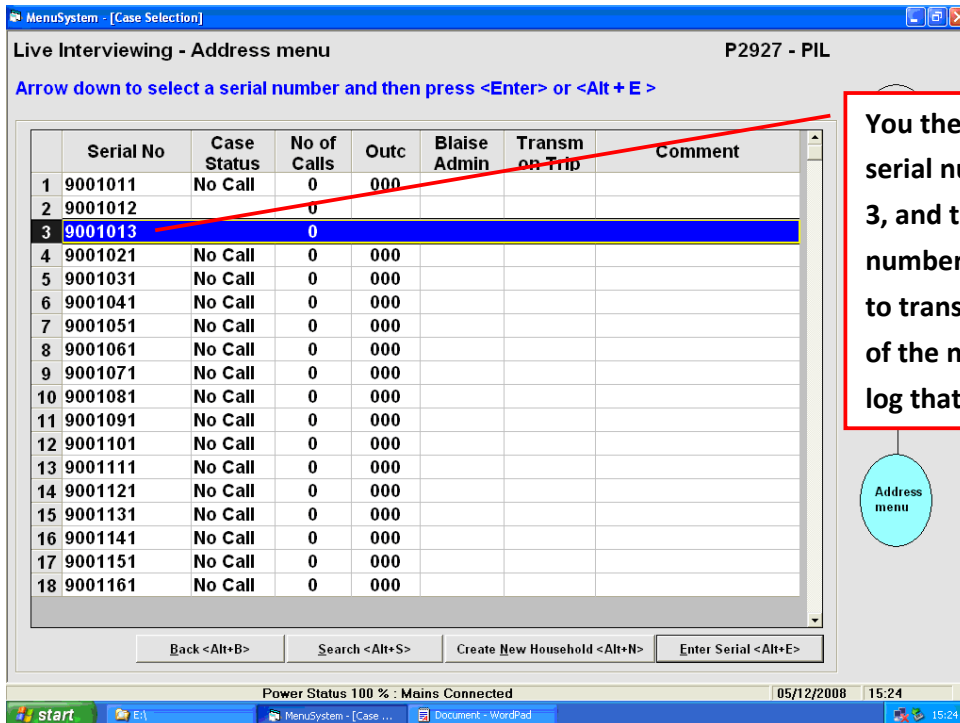 MenuSystem - [Case Selection]
Live Interviewing - Address menu P2927 - PIL
Arrow down to select a serial number and then press <Enter> or <Alt + E >
Serial No Case Status No of Calls Outc Blaise Admin Transm on Trip Comment
1 9001011 No Call 0 000
2 9001012 0
3 9001013 0
4 9001021 No Call 0 000
5 9001031 No Call 0 000
6 9001041 No Call 0 000
7 9001051 No Call 0 000
8 9001061 No Call 0 000
9 9001071 No Call 0 000
10 9001081 No Call 0 000
11 9001091 No Call 0 000
12 9001101 No Call 0 000
13 9001111 No Call 0 000
14 9001121 No Call 0 000
15 9001131 No Call 0 000
16 9001141 No Call 0 000
17 9001151 No Call 0 000
18 9001161 No Call 0 000
You the
serial nu
3, and t
number
to trans
of the n
log that
Address
menu
Back <Alt+B> Search <Alt+S> Create New Household <Alt+N> Enter Serial <Alt+E>
Power Status 100 % : Mains Connected 05/12/2008 15:24
start E:\ MenuSystem - [Case ... Document - WordPad 15:24